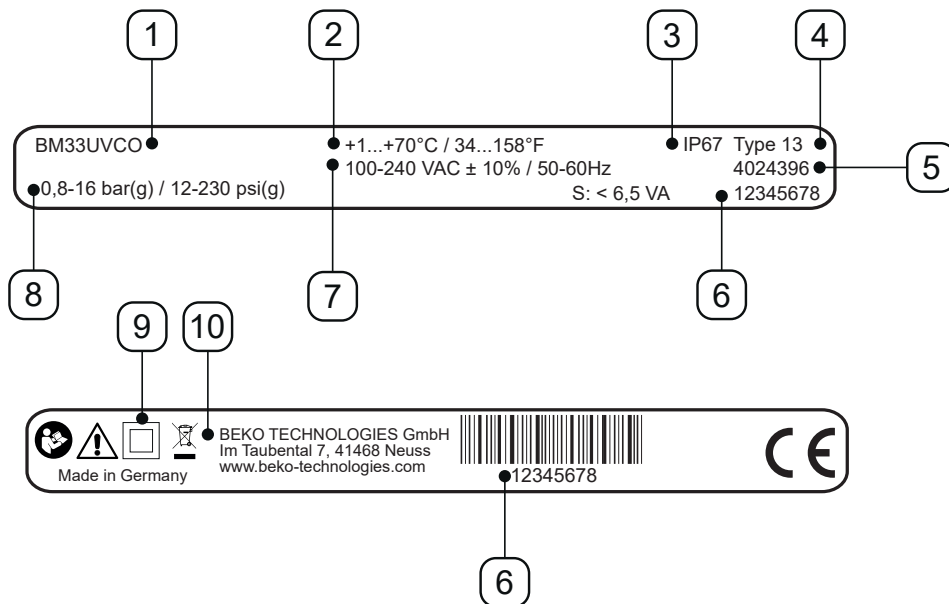 1 2 3 4
BM33UVCO +1...+70°C / 34...158°F IP67 Type 13
100-240 VAC ± 10% / 50-60Hz 4024396 5
0,8-16 bar(g) / 12-230 psi(g) S: < 6,5 VA 12345678
8 7 6
9 10
BEKO TECHNOLOGIES GmbH
Im Taubental 7, 41468 Neuss
www.beko-technologies.com
Made in Germany
12345678
CE
6